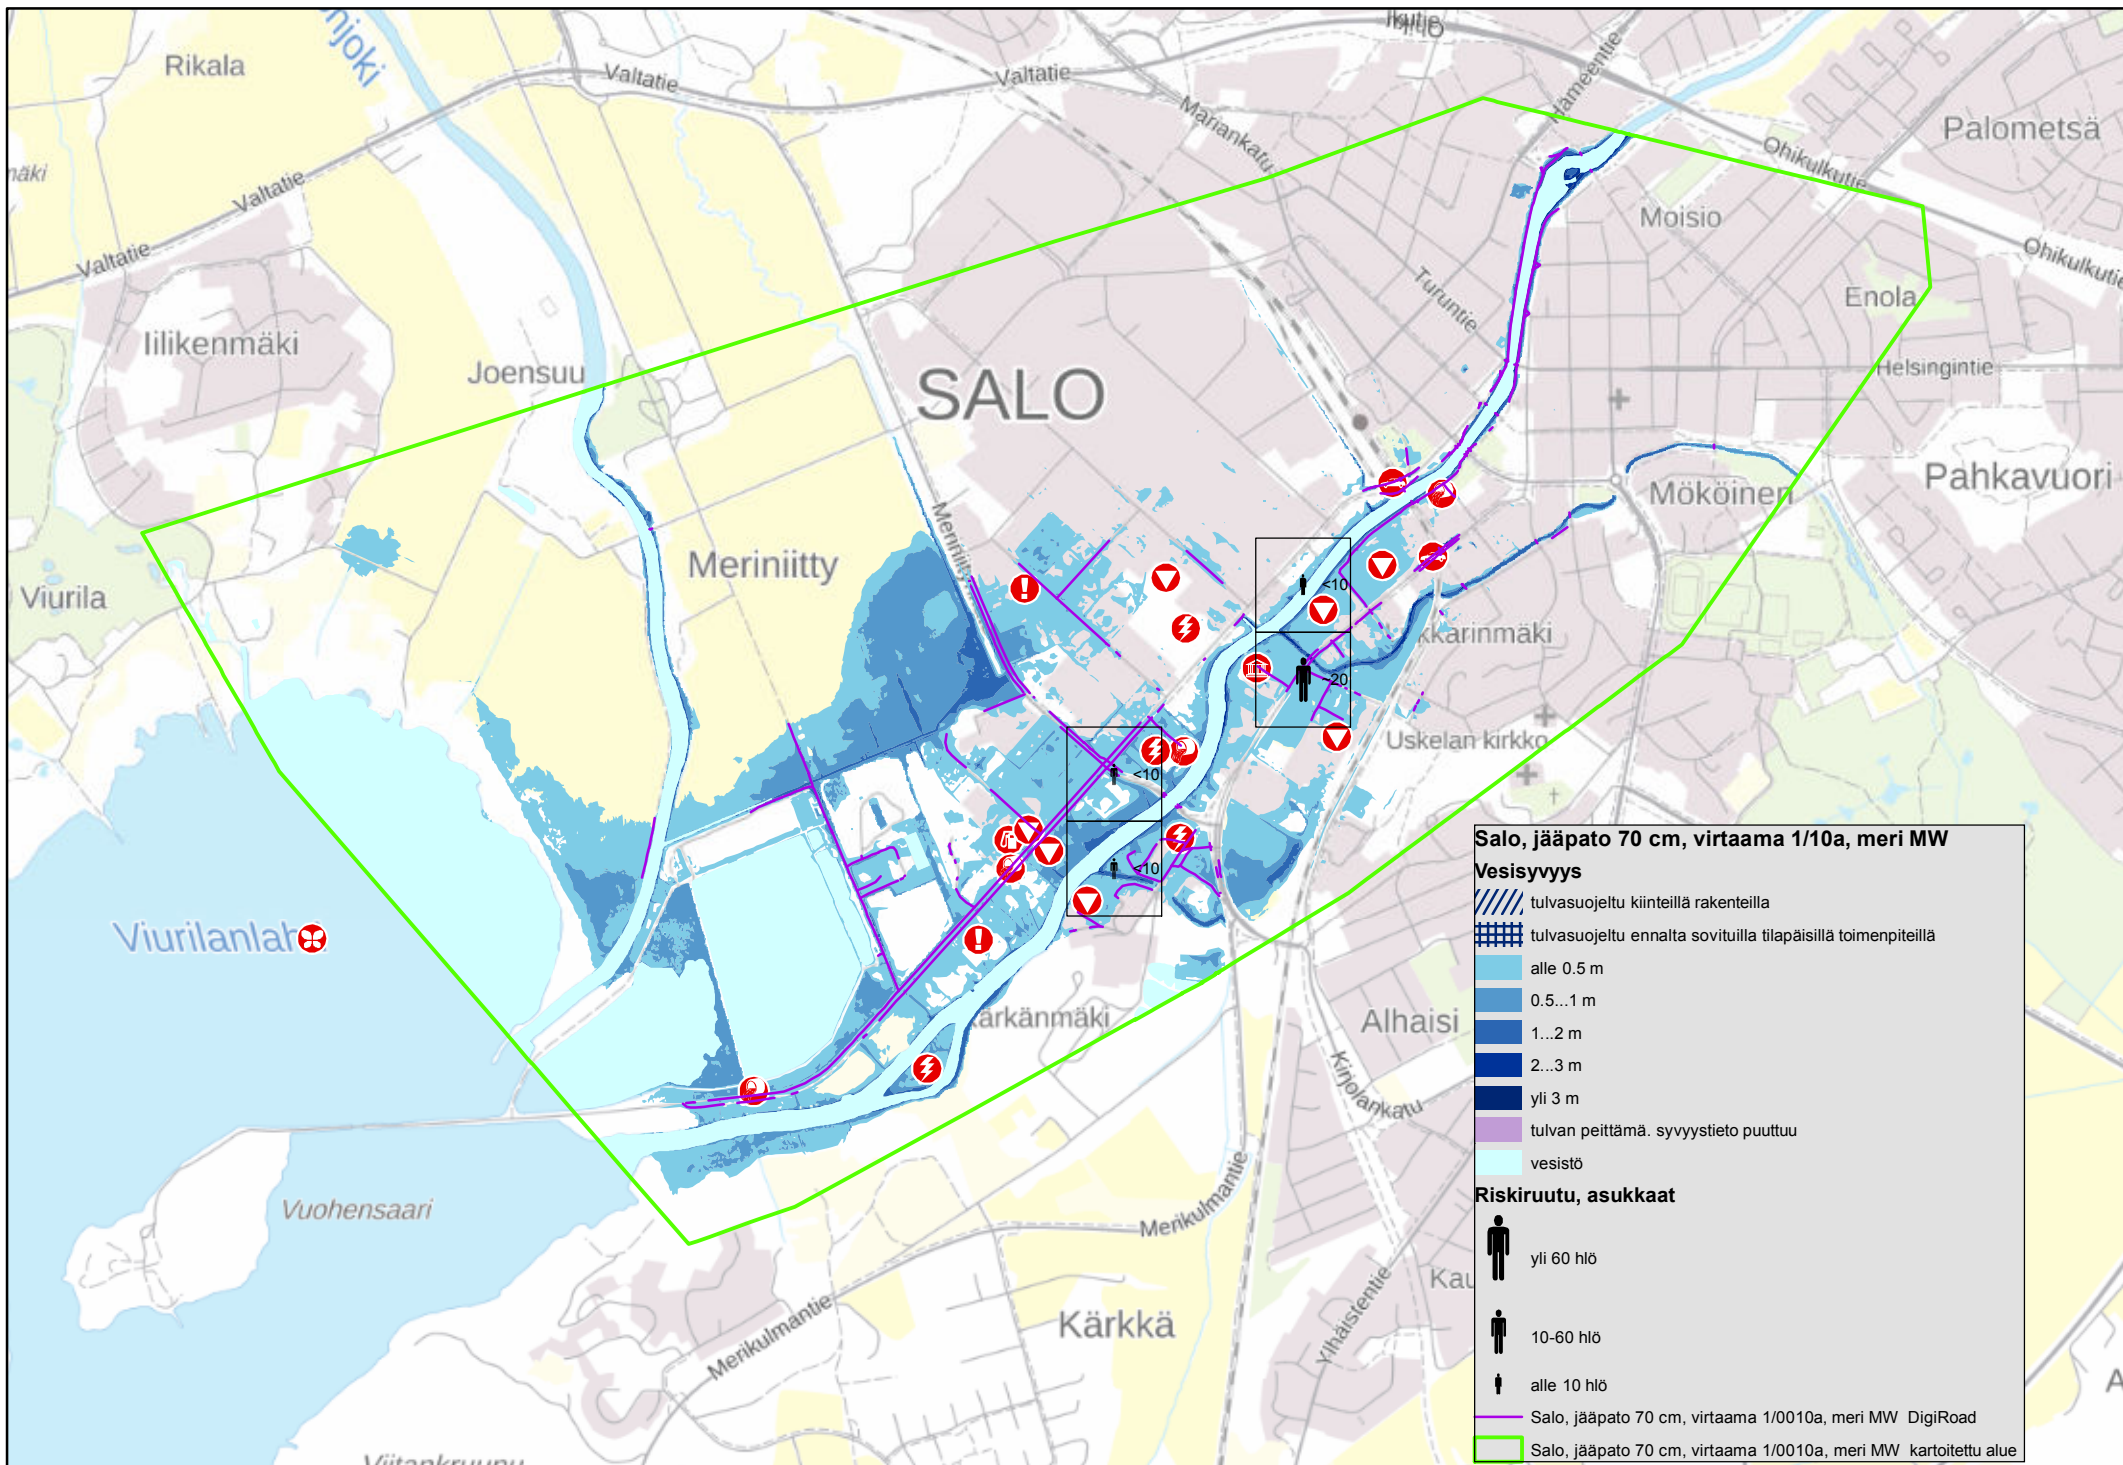 Rikala
Valtatie
Valtatie
Mariankatu
Hämeentie
Palometsä
Ohikulkutie
Valtatie
Moisio
Valtatie
Ohikulkutie
Turuntie
Enola
Iilikenmäki
Joensuu
SALO
Helsingintie
Pahkavuori
Mököinen
Meriniitty
Meriniitty
Viurila
<10
~20
Uskelan kirkko
<10
<10
Viurilanlah
Alhaisi
Kirjolankatu
Vuohensaari
Merikulmantie
Merikulmantie
Kärkkä
Ylhäistentie
Salo, jääpato 70 cm, virtaama 1/10a, meri MW
Vesisyvyys
tulvasuojeltu kiinteillä rakenteilla
tulvasuojeltu ennalta sovituilla tilapäisillä toimenpiteillä
alle 0.5 m
0.5...1 m
1...2 m
2...3 m
yli 3 m
tulvan peittämä. syvyystieto puuttuu
vesistö
Riskiruutu, asukkaat
yli 60 hlö
10-60 hlö
alle 10 hlö
Salo, jääpato 70 cm, virtaama 1/0010a, meri MW DigiRoad
Salo, jääpato 70 cm, virtaama 1/0010a, meri MW kartoitettu alue